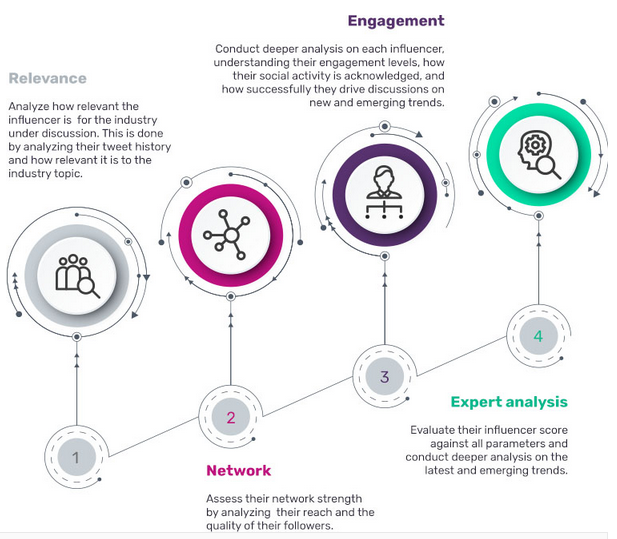 Engagement
Conduct deeper analysis on each influencer,
understanding their engagement levels, how
their social activity is acknowledged, and
how successfully they drive discussions on
new and emerging trends.
Relevance
Analyze how relevant the
influencer is for the industry
under discussion. This is done
by analyzing their tweet history
and how relevant it is to the
industry topic.
1
2
3
4
Network
Assess their network strength
by analyzing their reach and the
quality of their followers.
Expert analysis
Evaluate their influencer score
against all parameters and
conduct deeper analysis on the
latest and emerging trends.